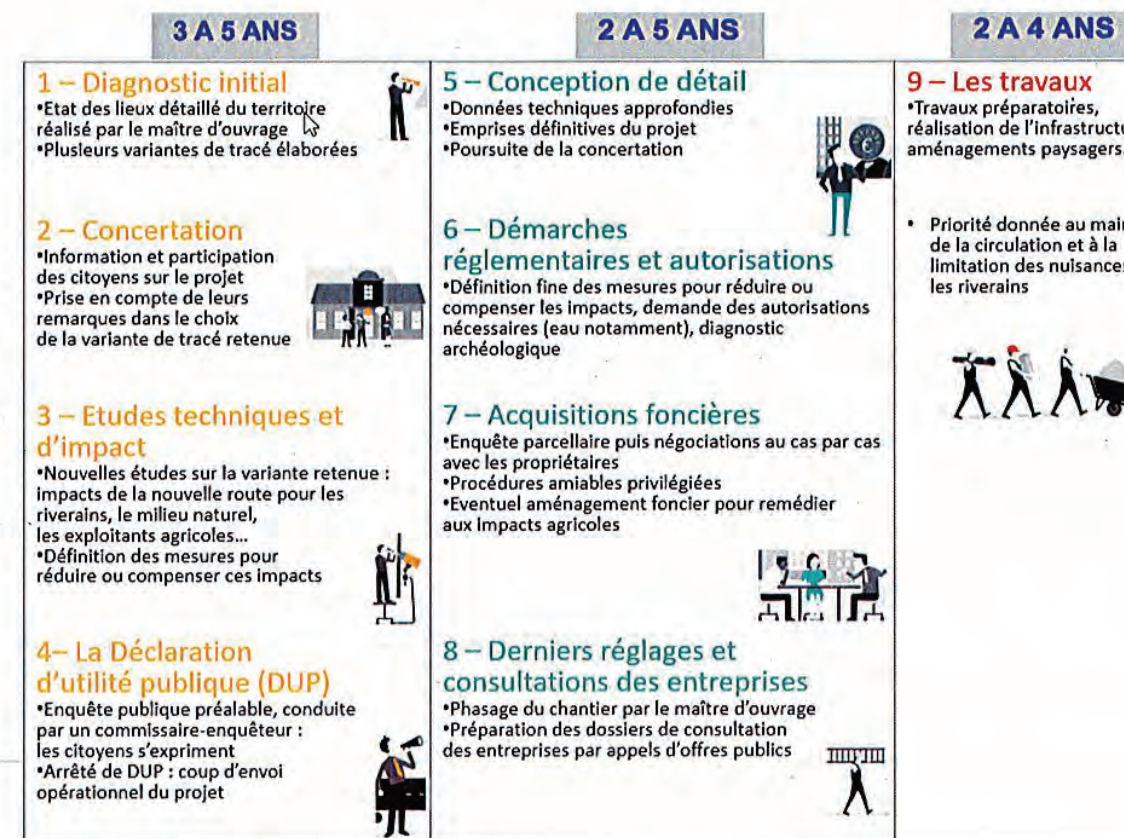 3 A 5 ANS
1 – Diagnostic initial
•Etat des lieux détaillé du territoire
réalisé par le maître d'ouvrage
•Plusieurs variantes de tracé élaborées
2 – Concertation
•Information et participation
des citoyens sur le projet
•Prise en compte de leurs
remarques dans le choix
de la variante de tracé retenue
3 – Etudes techniques et
d'impact
•Nouvelles études sur la variante retenue :
impacts de la nouvelle route pour les
riverains, le milieu naturel,
les exploitants agricoles...
•Définition des mesures pour
réduire ou compenser ces impacts
4– La Déclaration
d'utilité publique (DUP)
•Enquête publique préalable, conduite
par un commissaire-enquêteur :
les citoyens s'expriment
•Arrêté de DUP : coup d'envoi
opérationnel du projet
2 A 5 ANS
5 – Conception de détail
•Données techniques approfondies
•Emprises définitives du projet
•Poursuite de la concertation
6 – Démarches
réglementaires et autorisations
•Définition fine des mesures pour réduire ou
compenser les impacts, demande des autorisations
nécessaires (eau notamment), diagnostic
archéologique
7 – Acquisitions foncières
•Enquête parcellaire puis négociations au cas par cas
avec les propriétaires
•Procédures amiables privilégiées
•Eventuel aménagement foncier pour remédier
aux impacts agricoles
8 – Derniers réglages et
consultations des entreprises
•Phasage du chantier par le maître d'ouvrage
•Préparation des dossiers de consultation
des entreprises par appels d'offres publics
2 A 4 ANS
9 – Les travaux
•Travaux préparatoires,
réalisation de l'infrastructu
aménagements paysagers
• Priorité donnée au main
de la circulation et à la
limitation des nuisances
les riverains